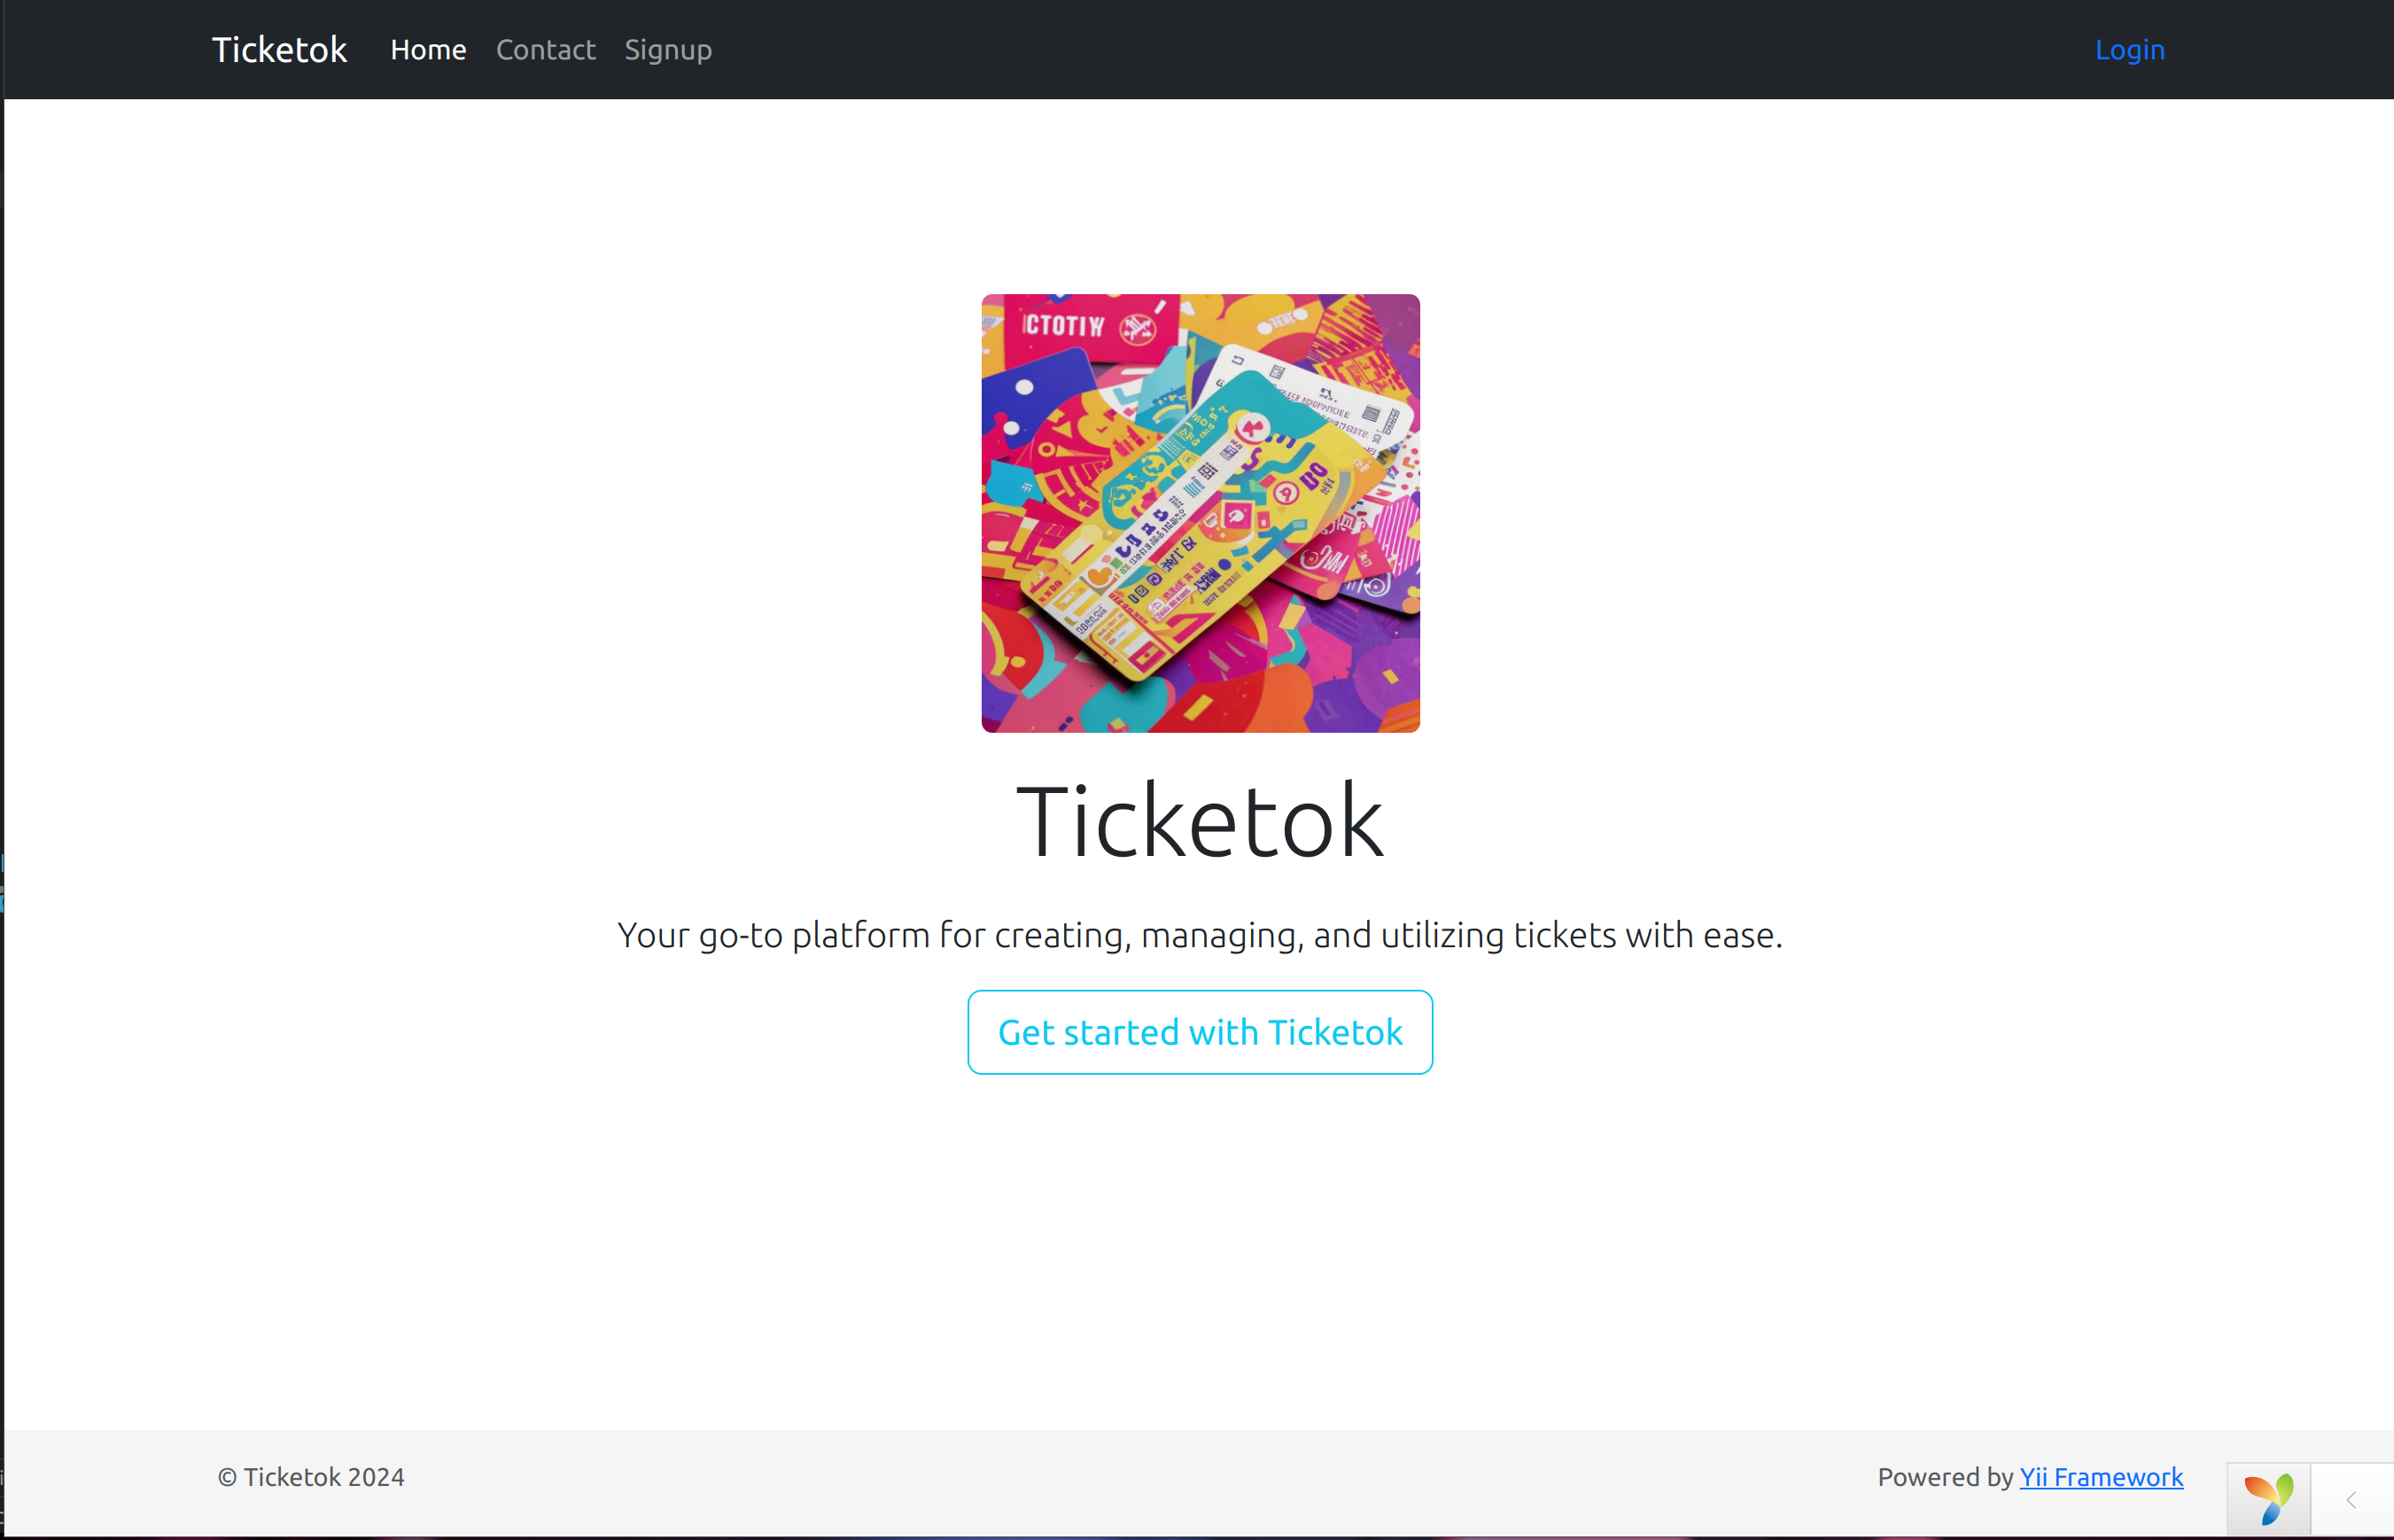 Ticketok Home Contact Signup Login
Ticketok
Your go-to platform for creating, managing, and utilizing tickets with ease.
Get started with Ticketok
© Ticketok 2024 Powered by Yii Framework